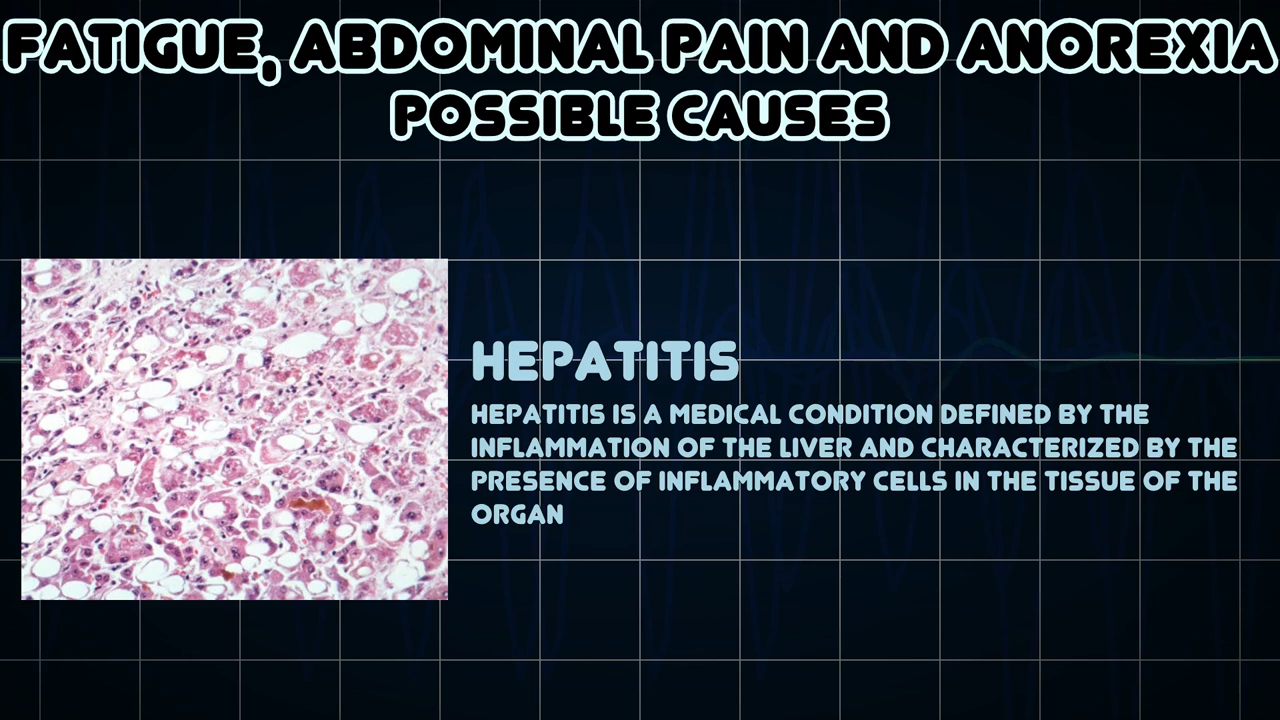 FATIGUE, ABDOMINAL PAIN AND ANOREXIA
POSSIBLE CAUSES
HEPATITIS
HEPATITIS IS A MEDICAL CONDITION DEFINED BY THE
INFLAMMATION OF THE LIVER AND CHARACTERIZED BY THE
PRESENCE OF INFLAMMATORY CELLS IN THE TISSUE OF THE
ORGAN